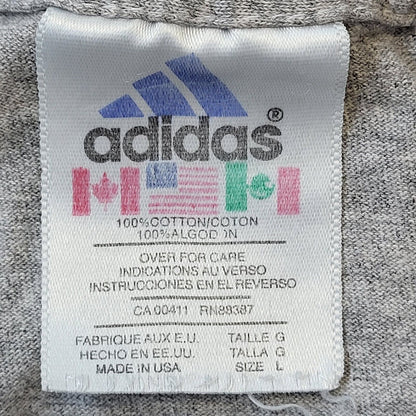 adidas®
100%COTTON/COTON
100%ALGODON
OVER FOR CARE
INDICATIONS AU VERSO
INSTRUCCIONES EN EL REVERSO
CA 00411 RN88387
FABRIQUE AUX E.U. TAILLE G
HECHO EN EE.UU. TALLA G
MADE IN USA SIZE L